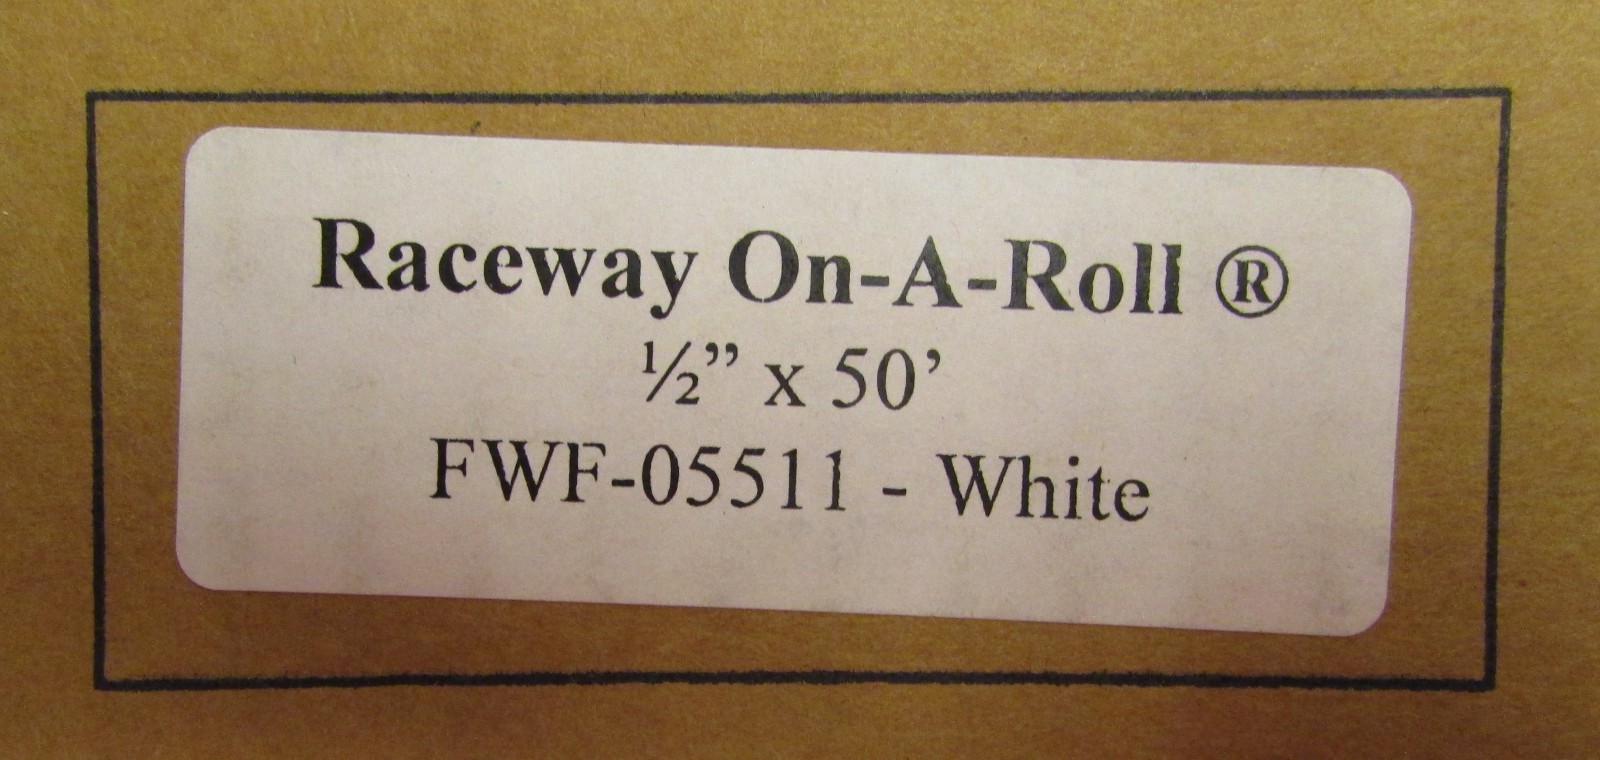 Raceway On-A-Roll ®
½” x 50’
FWF-05511 - White